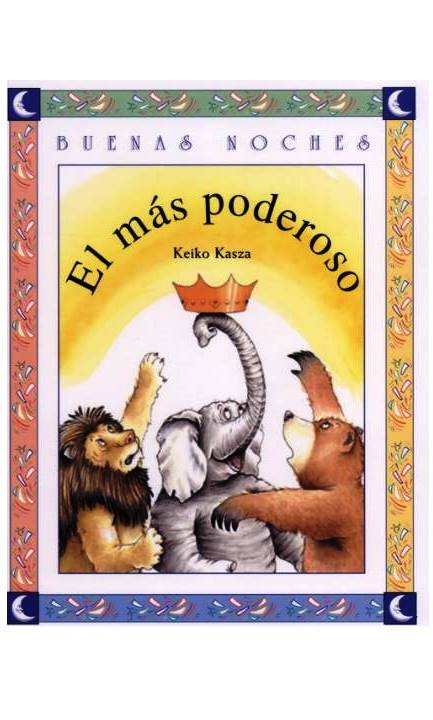 BUENAS NOCHES
El más poderoso
Keiko Kasza